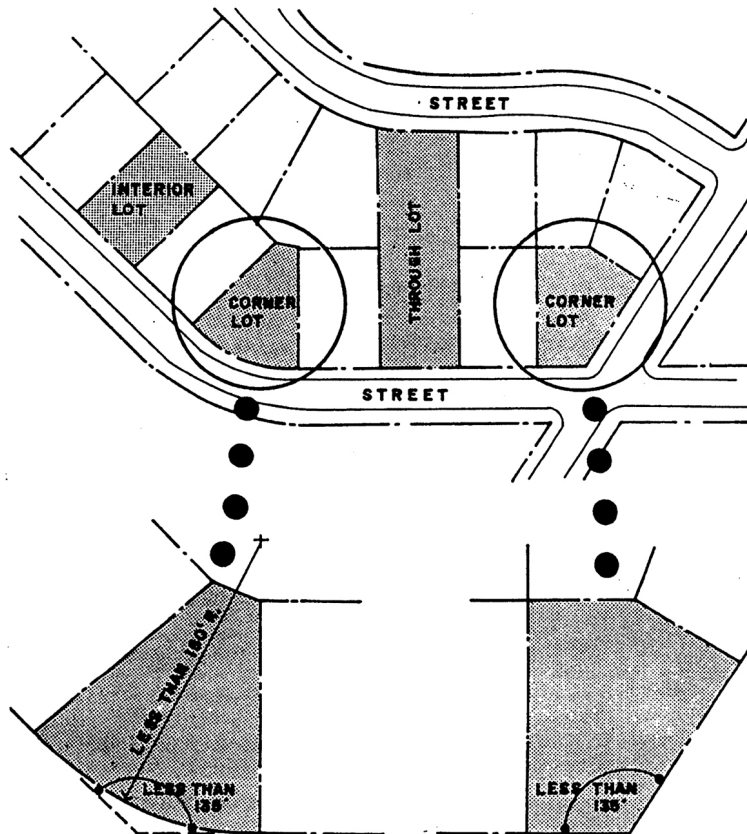 STREET
INTERIOR
LOT
THROUGH LOT
CORNER
LOT
CORNER
LOT
STREET
LESS THAN 150' R.
LESS THAN
135°
LESS THAN
135°